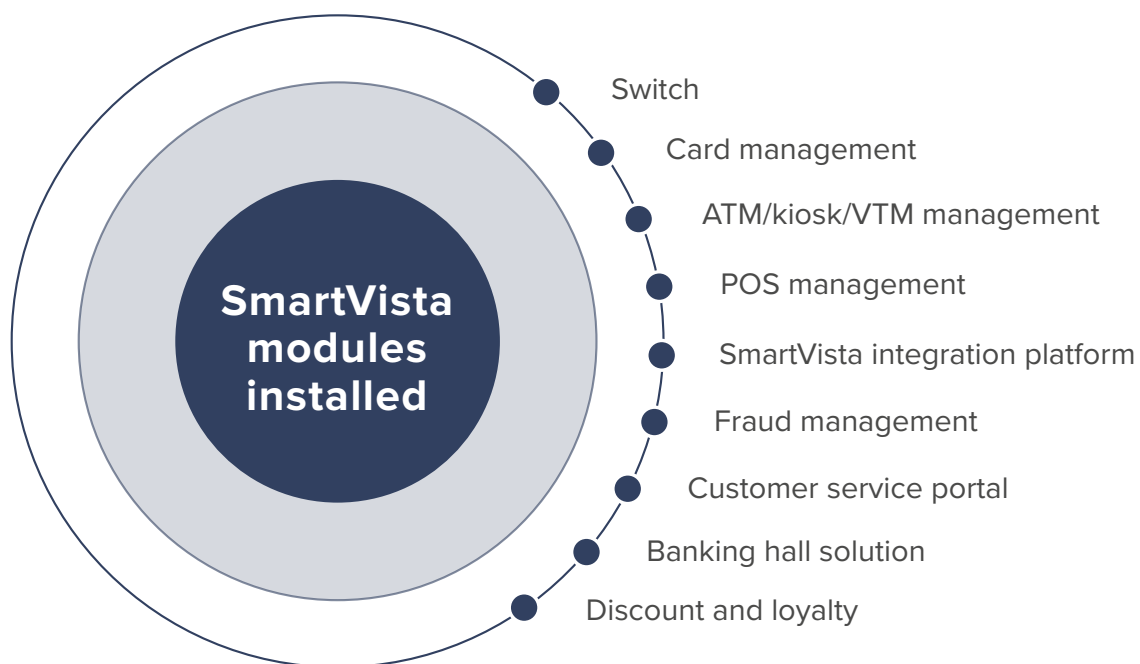 SmartVista
modules
installed
Switch
Card management
ATM/kiosk/VTM management
POS management
SmartVista integration platform
Fraud management
Customer service portal
Banking hall solution
Discount and loyalty